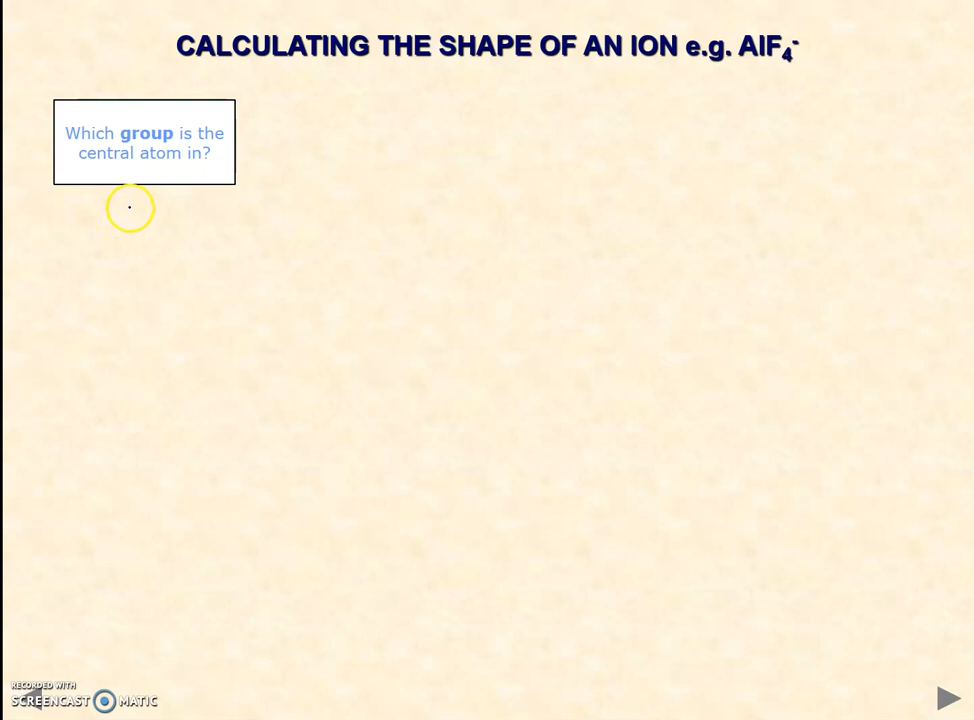 CALCULATING THE SHAPE OF AN ION e.g. AlF₄⁻
Which group is the
central atom in?
RECORDED WITH
SCREENCAST MATIC